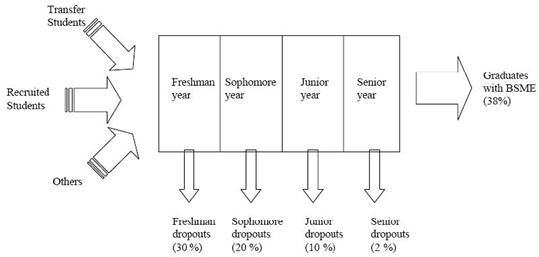 Transfer
Students
Recruited
Students
Others
Freshman
year
Sophomore
year
Junior
year
Senior
year
Graduates
with BSME
(38%)
Freshman
dropouts
(30 %)
Sophomore
dropouts
(20 %)
Junior
dropouts
(10 %)
Senior
dropouts
(2 %)